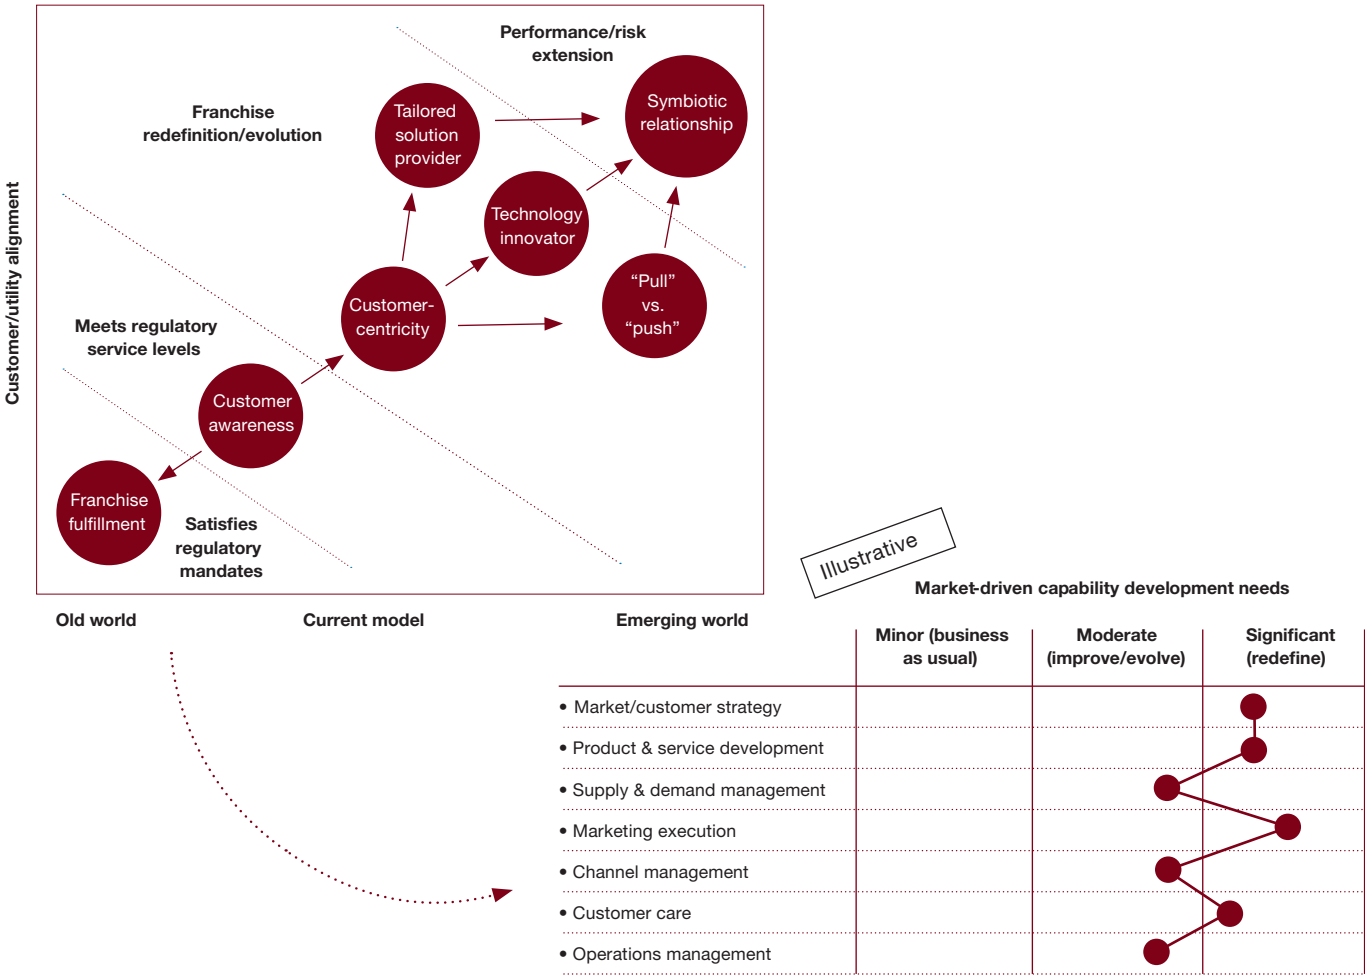 Performance/risk
extension
Franchise
redefinition/evolution
Tailored
solution
provider
Symbiotic
relationship
Technology
innovator
“Pull”
vs.
“push”
Customer-
centricity
Meets regulatory
service levels
Customer
awareness
Franchise
fulfillment
Satisfies
regulatory
mandates
Customer/utility alignment
Old world
Current model
Emerging world
Illustrative
Market-driven capability development needs
Minor (business
as usual)
Moderate
(improve/evolve)
Significant
(redefine)
• Market/customer strategy
• Product & service development
• Supply & demand management
• Marketing execution
• Channel management
• Customer care
• Operations management